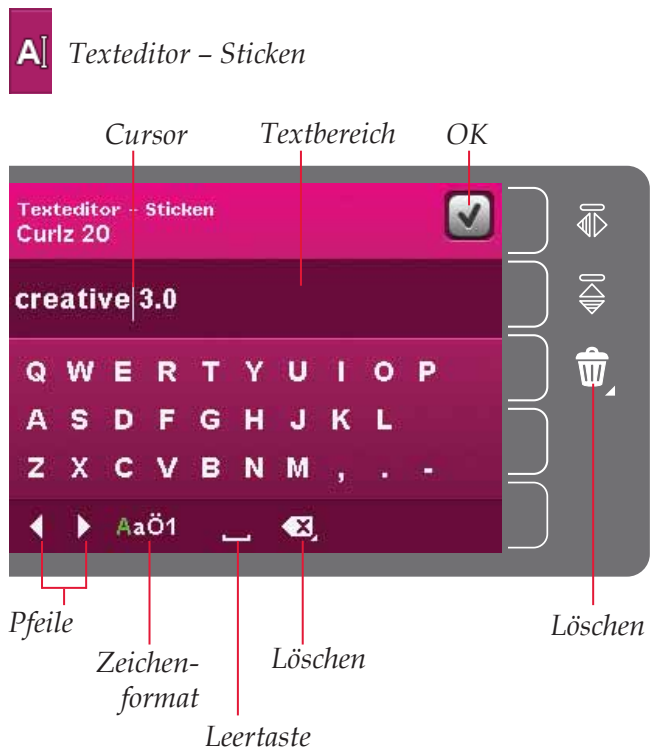 A
Texteditor – Sticken
Cursor Textbereich OK
Texteditor – Sticken
Curlz 20
creative 3.0
Q W E R T Y U I O P
A S D F G H J K L
Z X C V B N M , . -
AaÖ1
Pfeile
Zeichen-
format
Leertaste
Löschen
Löschen